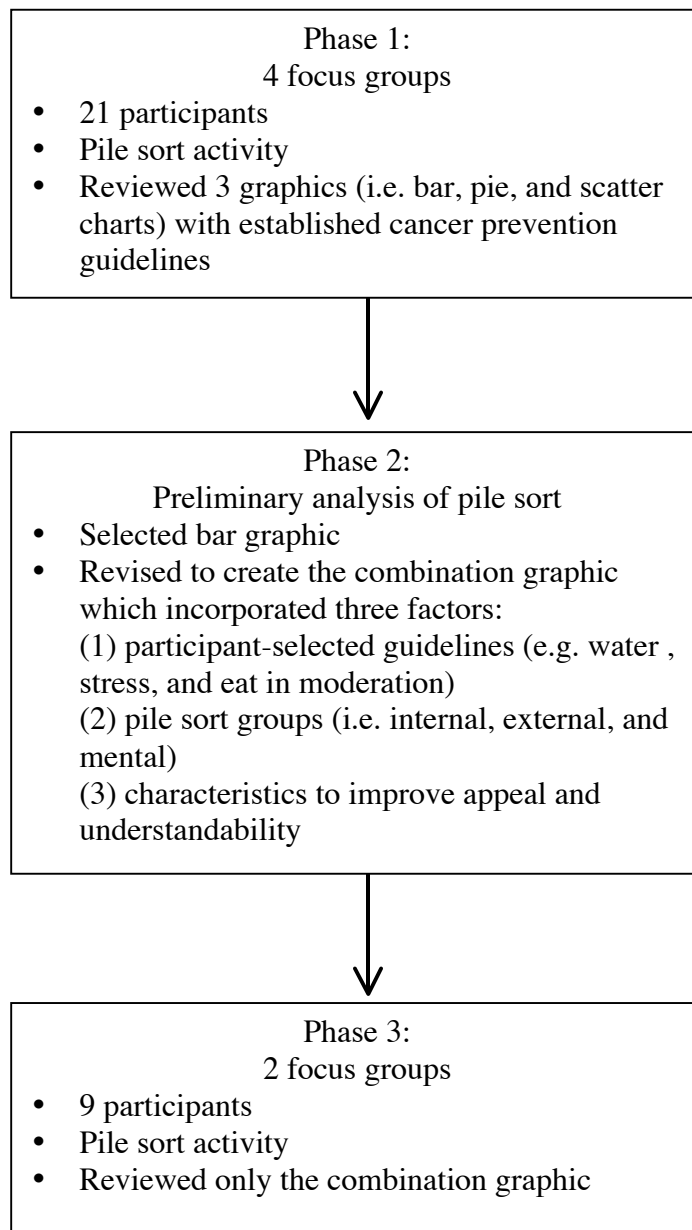 Phase 1:
4 focus groups
• 21 participants
• Pile sort activity
• Reviewed 3 graphics (i.e. bar, pie, and scatter
charts) with established cancer prevention
guidelines
Phase 2:
Preliminary analysis of pile sort
• Selected bar graphic
• Revised to create the combination graphic
which incorporated three factors:
(1) participant-selected guidelines (e.g. water ,
stress, and eat in moderation)
(2) pile sort groups (i.e. internal, external, and
mental)
(3) characteristics to improve appeal and
understandability
Phase 3:
2 focus groups
• 9 participants
• Pile sort activity
• Reviewed only the combination graphic